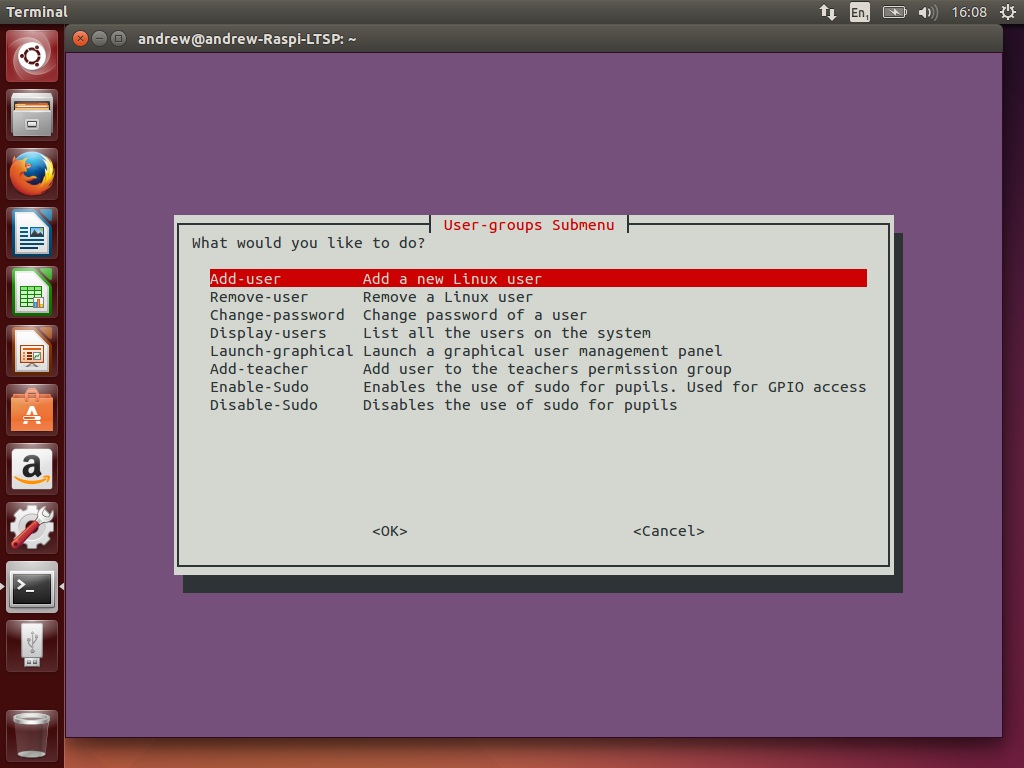 Terminal
En1
16:08
andrew@andrew-Raspi-LTSP: ~
User-groups Submenu
What would you like to do?
Add-user Add a new Linux user
Remove-user Remove a Linux user
Change-password Change password of a user
Display-users List all the users on the system
Launch-graphical Launch a graphical user management panel
Add-teacher Add user to the teachers permission group
Enable-Sudo Enables the use of sudo for pupils. Used for GPIO access
Disable-Sudo Disables the use of sudo for pupils
<OK> <Cancel>